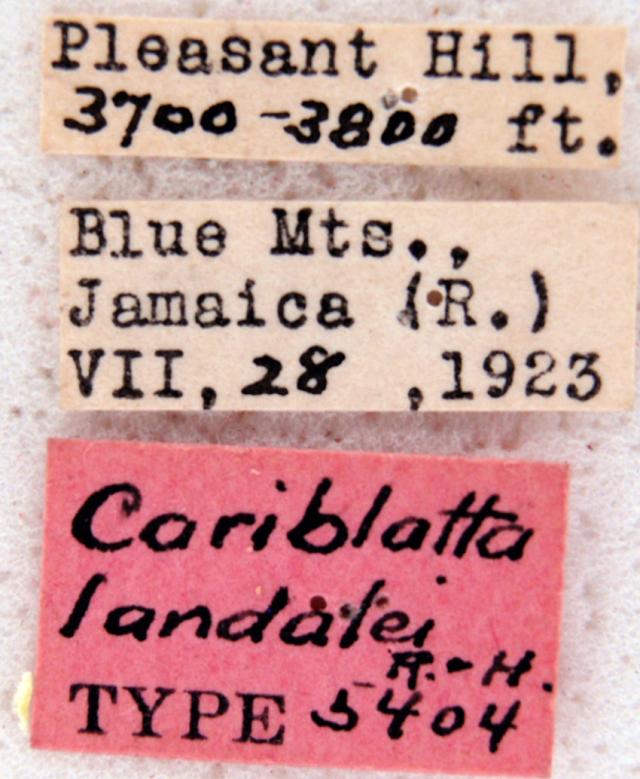 Pleasant Hill,
3700-3800 ft.
Blue Mts.,
Jamaica (R.)
VII, 28 ,1923
Cariblatta
landalei
R.-H.
TYPE 5404